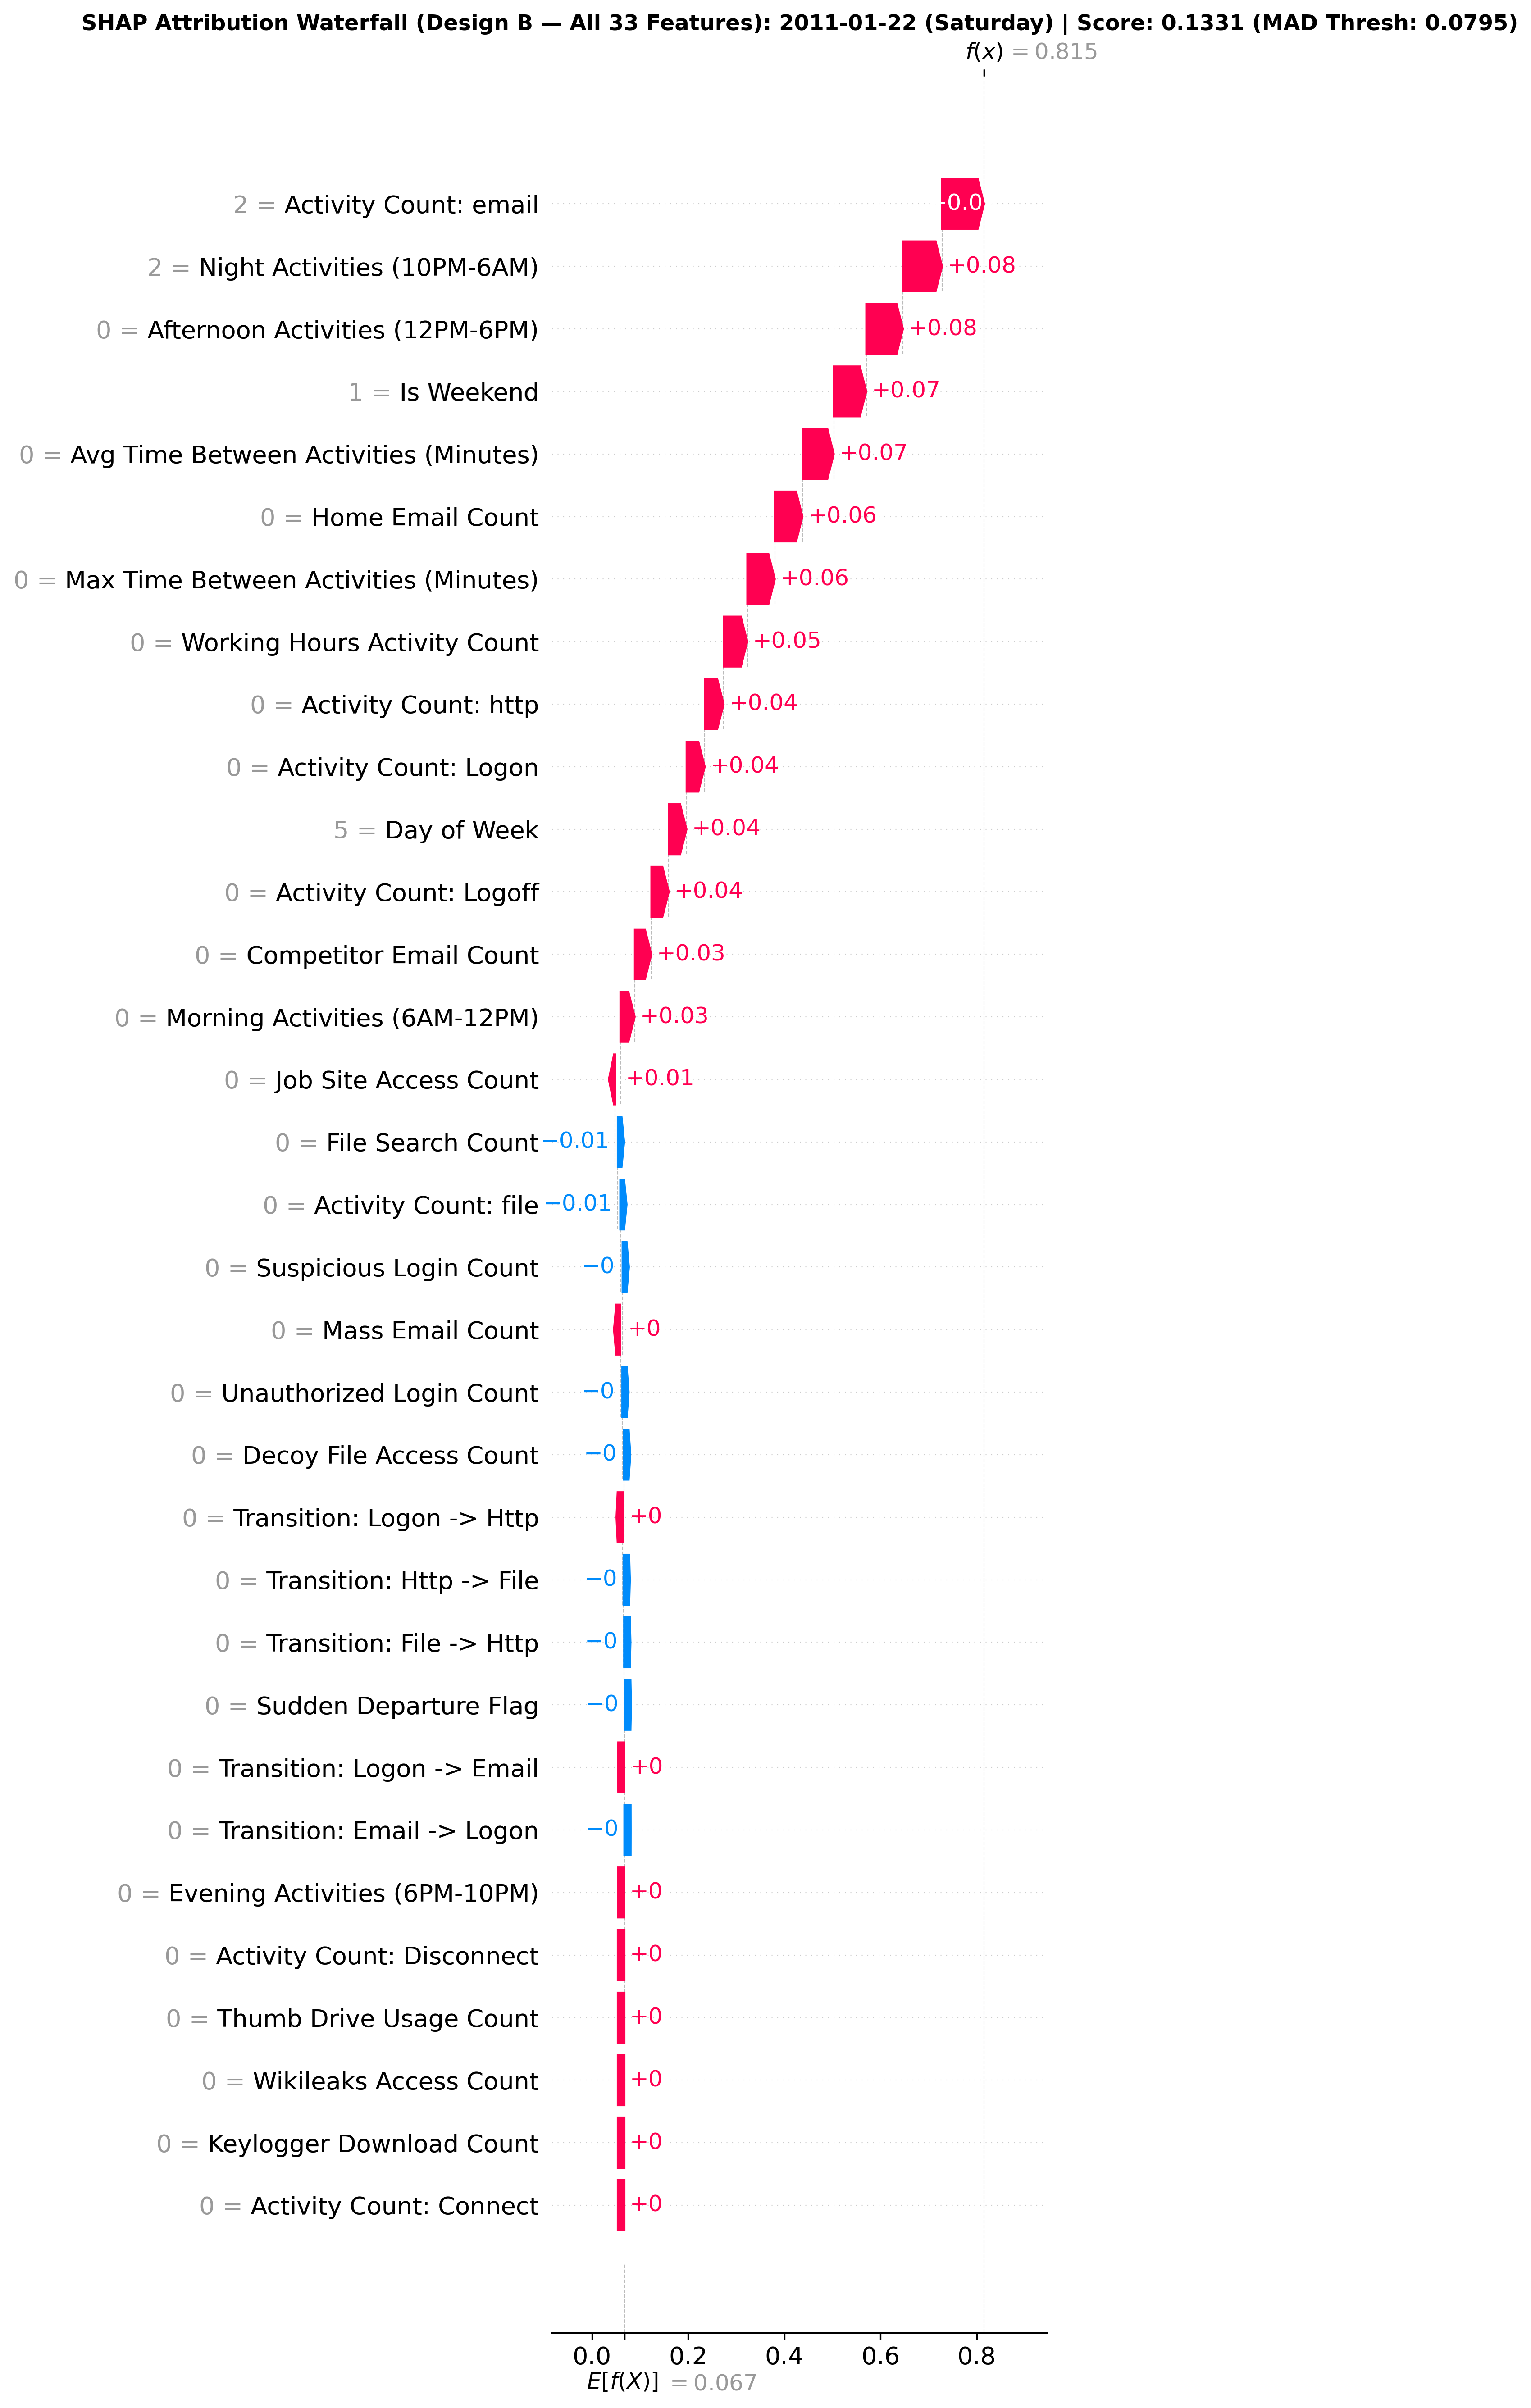 SHAP Attribution Waterfall (Design B — All 33 Features): 2011-01-22 (Saturday) | Score: 0.1331 (MAD Thresh: 0.0795)
f(x) = 0.815
2 = Activity Count: email
2 = Night Activities (10PM-6AM) +0.08
0 = Afternoon Activities (12PM-6PM) +0.08
1 = Is Weekend +0.07
0 = Avg Time Between Activities (Minutes) +0.07
0 = Home Email Count +0.06
0 = Max Time Between Activities (Minutes) +0.06
0 = Working Hours Activity Count +0.05
0 = Activity Count: http +0.04
0 = Activity Count: Logon +0.04
5 = Day of Week +0.04
0 = Activity Count: Logoff +0.04
0 = Competitor Email Count +0.03
0 = Morning Activities (6AM-12PM) +0.03
0 = Job Site Access Count +0.01
0 = File Search Count −0.01
0 = Activity Count: file −0.01
0 = Suspicious Login Count −0
0 = Mass Email Count +0
0 = Unauthorized Login Count −0
0 = Decoy File Access Count −0
0 = Transition: Logon -> Http +0
0 = Transition: Http -> File −0
0 = Transition: File -> Http −0
0 = Sudden Departure Flag −0
0 = Transition: Logon -> Email +0
0 = Transition: Email -> Logon −0
0 = Evening Activities (6PM-10PM) +0
0 = Activity Count: Disconnect +0
0 = Thumb Drive Usage Count +0
0 = Wikileaks Access Count +0
0 = Keylogger Download Count +0
0 = Activity Count: Connect +0
0.0 0.2 0.4 0.6 0.8
E[f(X)] = 0.067